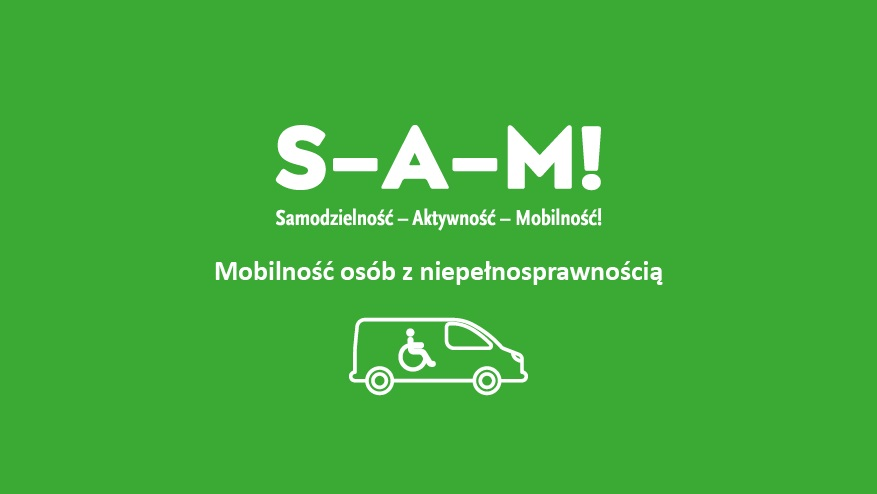 S–A–M!
Samodzielność – Aktywność – Mobilność!
Mobilność osób z niepełnosprawnością